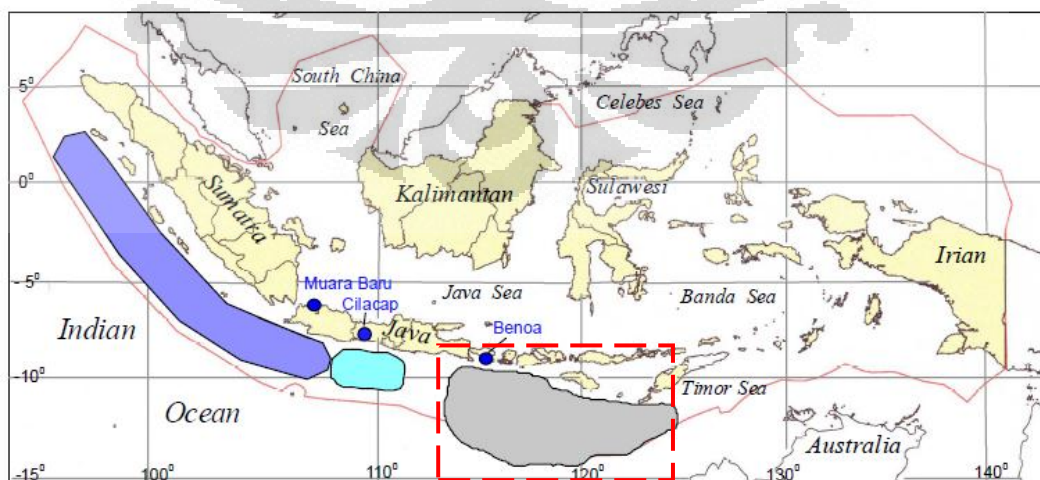 South China
Sea
Celebes Sea
5°
0°
Kalimantan
Sulawesi
Sumatra
Irian
-5°
Muara Baru
Cilacap
Java Sea
Banda Sea
Indian
Java
Benoa
-10°
Ocean
Timor Sea
Australia
-15°
100°
110°
120°
130°
140°